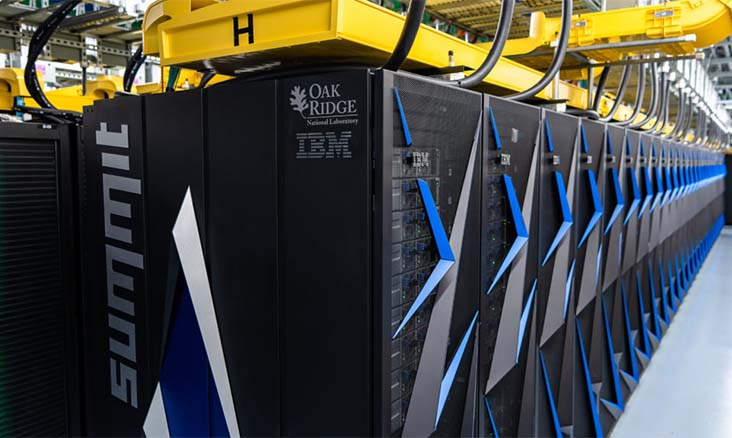 H
summit
OAK
RIDGE
National Laboratory
IBM
IBM
IBM